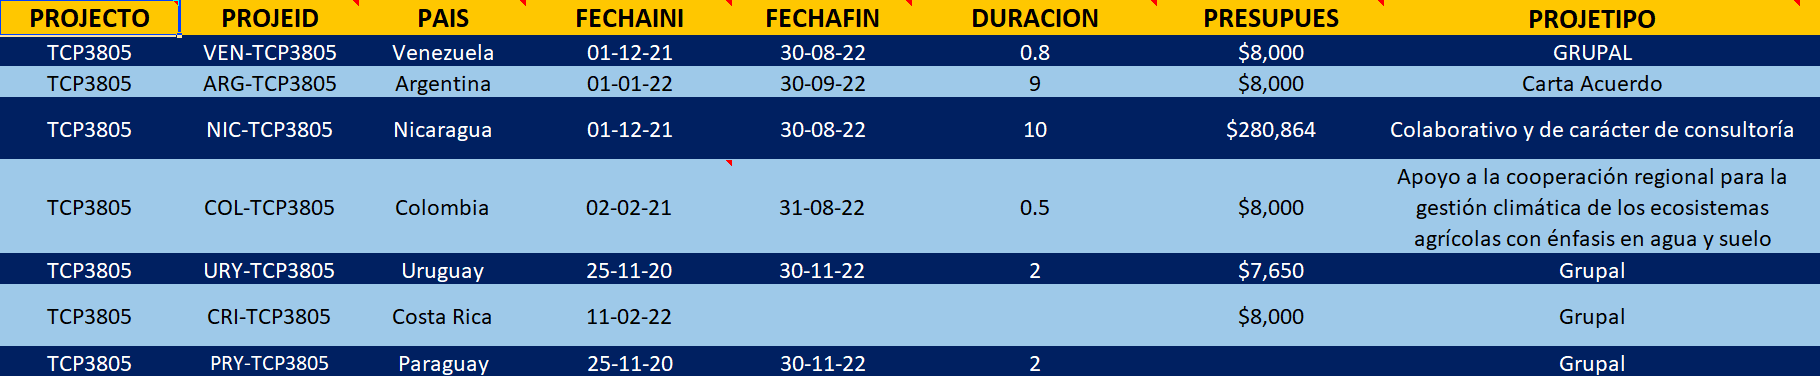 PROJECTO PROJEID PAIS FECHAINI FECHAFIN DURACION PRESUPUES PROJETIPO
TCP3805 VEN-TCP3805 Venezuela 01-12-21 30-08-22 0.8 $8,000 GRUPAL
TCP3805 ARG-TCP3805 Argentina 01-01-22 30-09-22 9 $8,000 Carta Acuerdo
TCP3805 NIC-TCP3805 Nicaragua 01-12-21 30-08-22 10 $280,864 Colaborativo y de carácter de consultoría
TCP3805 COL-TCP3805 Colombia 02-02-21 31-08-22 0.5 $8,000 Apoyo a la cooperación regional para la
gestión climática de los ecosistemas
agrícolas con énfasis en agua y suelo
TCP3805 URY-TCP3805 Uruguay 25-11-20 30-11-22 2 $7,650 Grupal
TCP3805 CRI-TCP3805 Costa Rica 11-02-22 $8,000 Grupal
TCP3805 PRY-TCP3805 Paraguay 25-11-20 30-11-22 2 Grupal